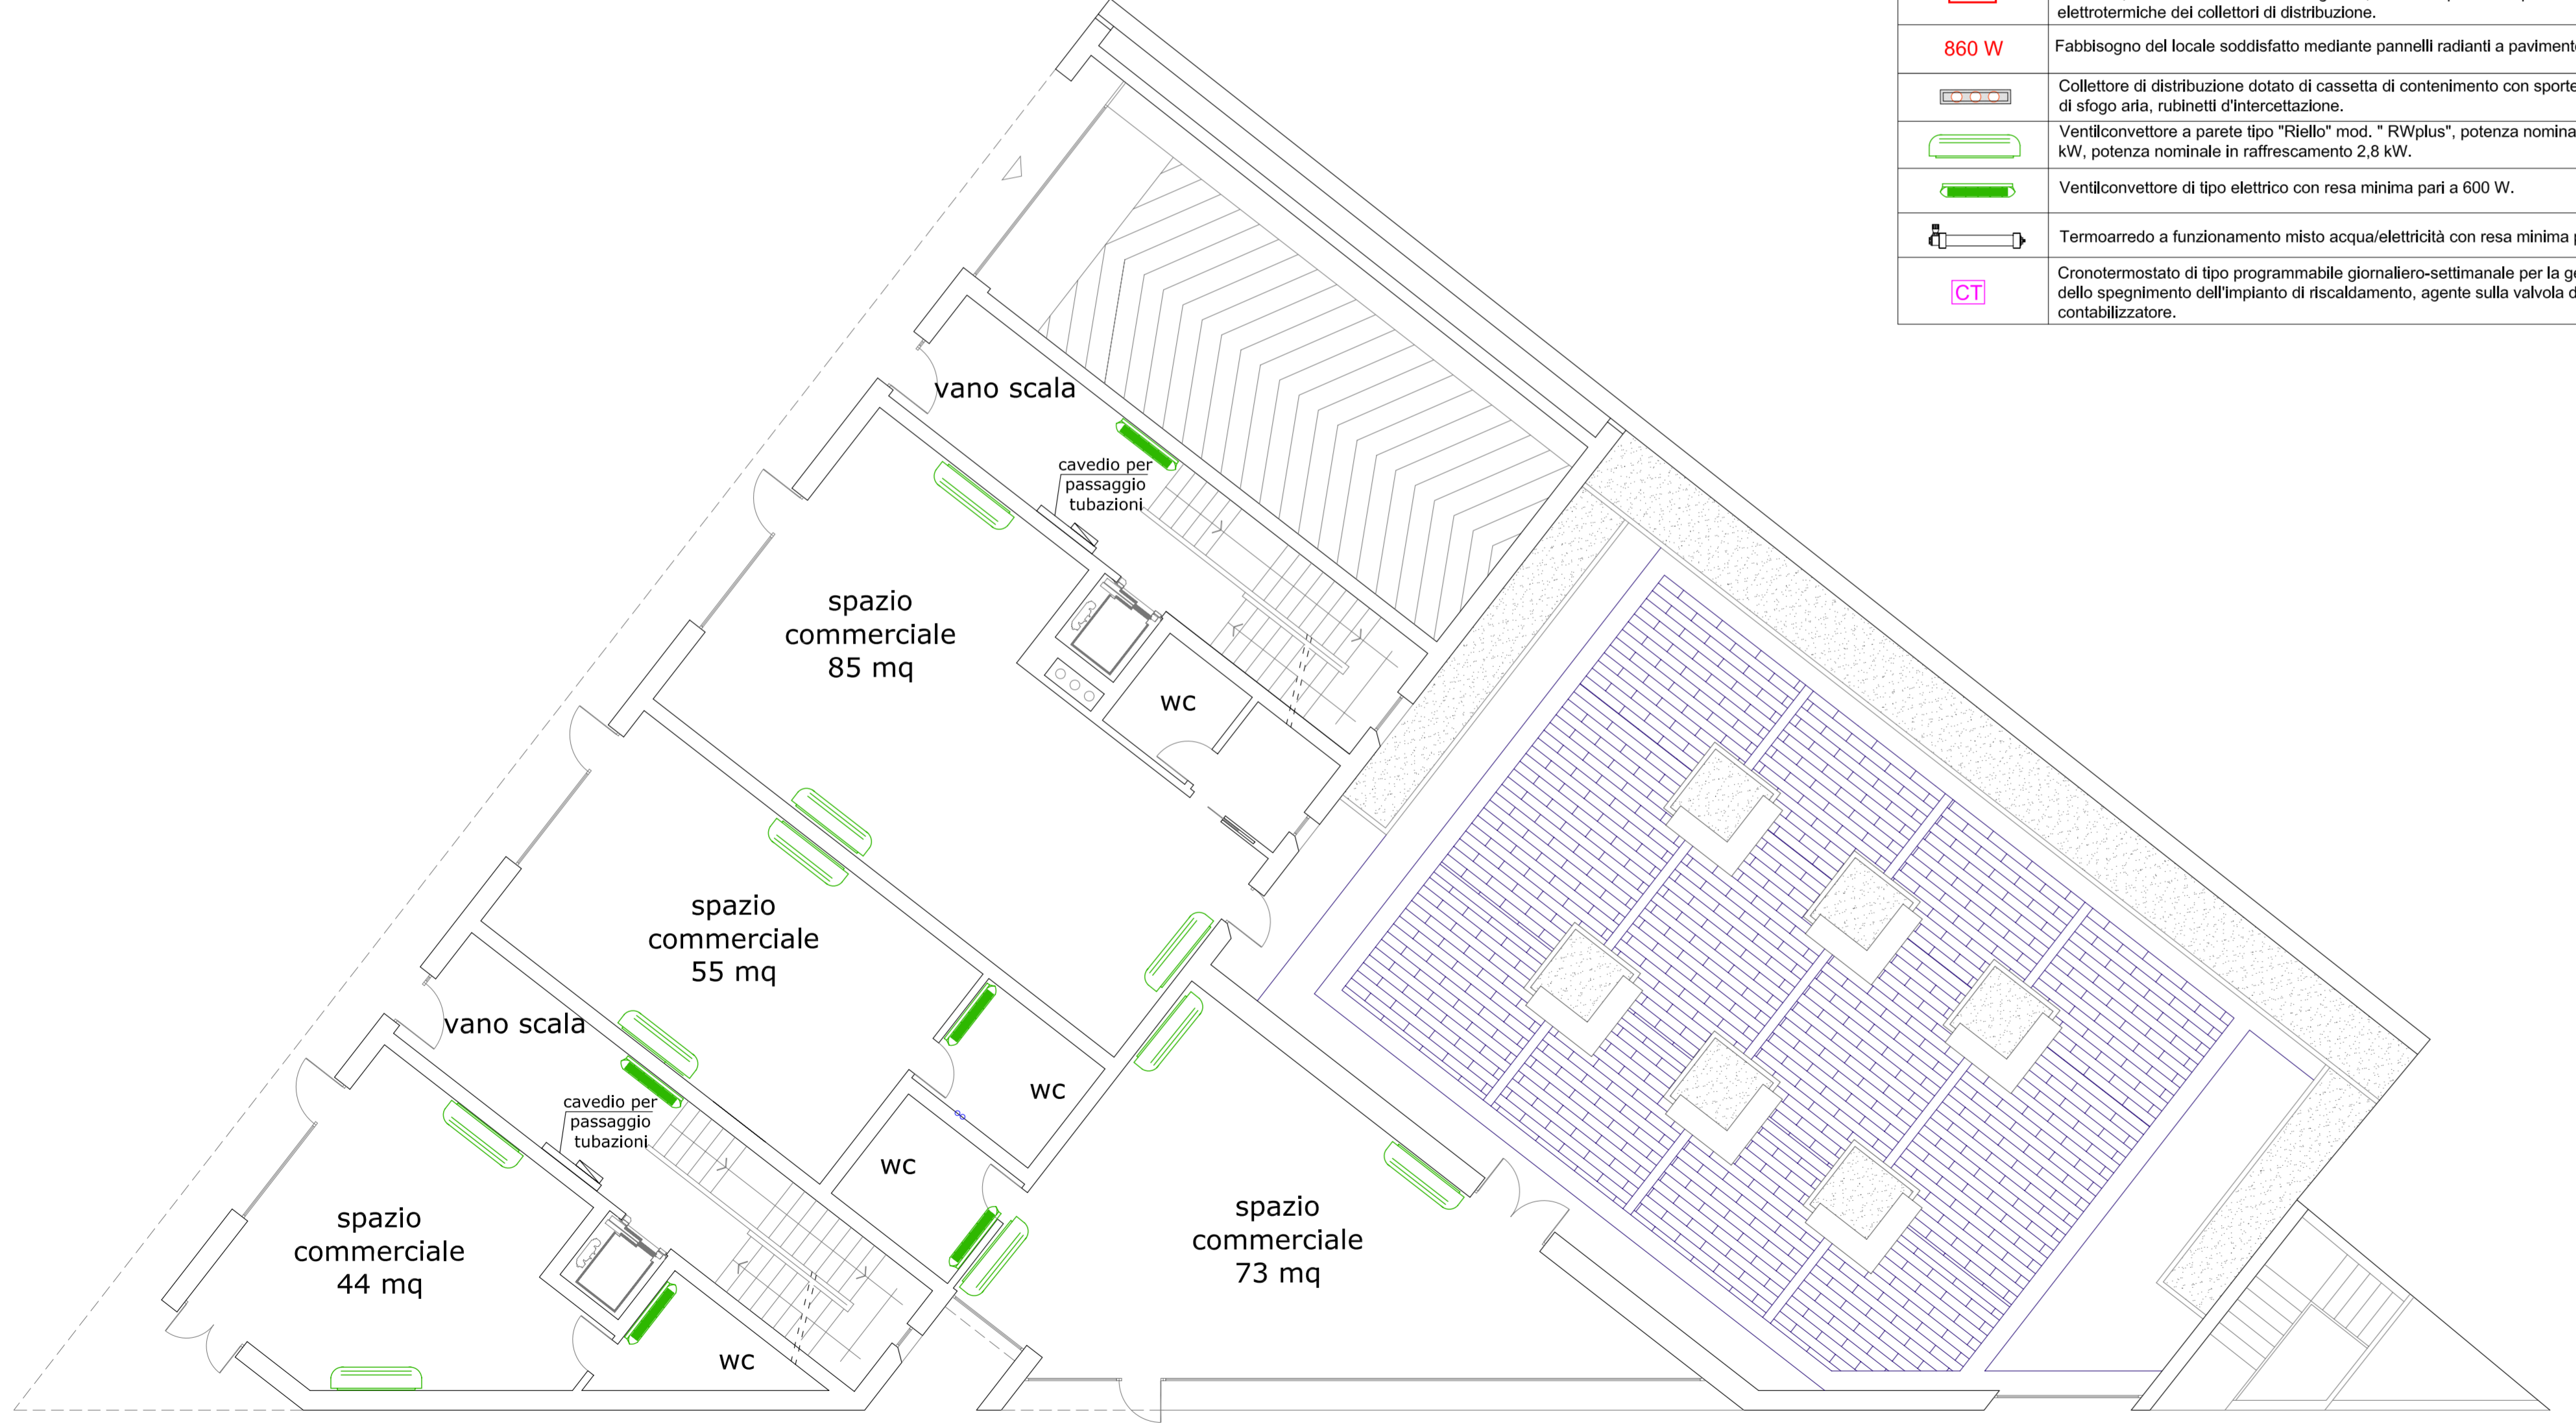 elettrotermiche dei collettori di distribuzione.
860 W
Fabbisogno del locale soddisfatto mediante pannelli radianti a paviment
Collettore di distribuzione dotato di cassetta di contenimento con sport
di sfogo aria, rubinetti d'intercettazione.
Ventilconvettore a parete tipo "Riello" mod. " RWplus", potenza nomina
kW, potenza nominale in raffrescamento 2,8 kW.
Ventilconvettore di tipo elettrico con resa minima pari a 600 W.
Termoarredo a funzionamento misto acqua/elettricità con resa minima
CT
Cronotermostato di tipo programmabile giornaliero-settimanale per la g
dello spegnimento dell'impianto di riscaldamento, agente sulla valvola d
contabilizzatore.
vano scala
cavedio per
passaggio
tubazioni
spazio
commerciale
85 mq
wc
spazio
commerciale
55 mq
vano scala
wc
cavedio per
passaggio
tubazioni
wc
spazio
commerciale
44 mq
spazio
commerciale
73 mq
wc